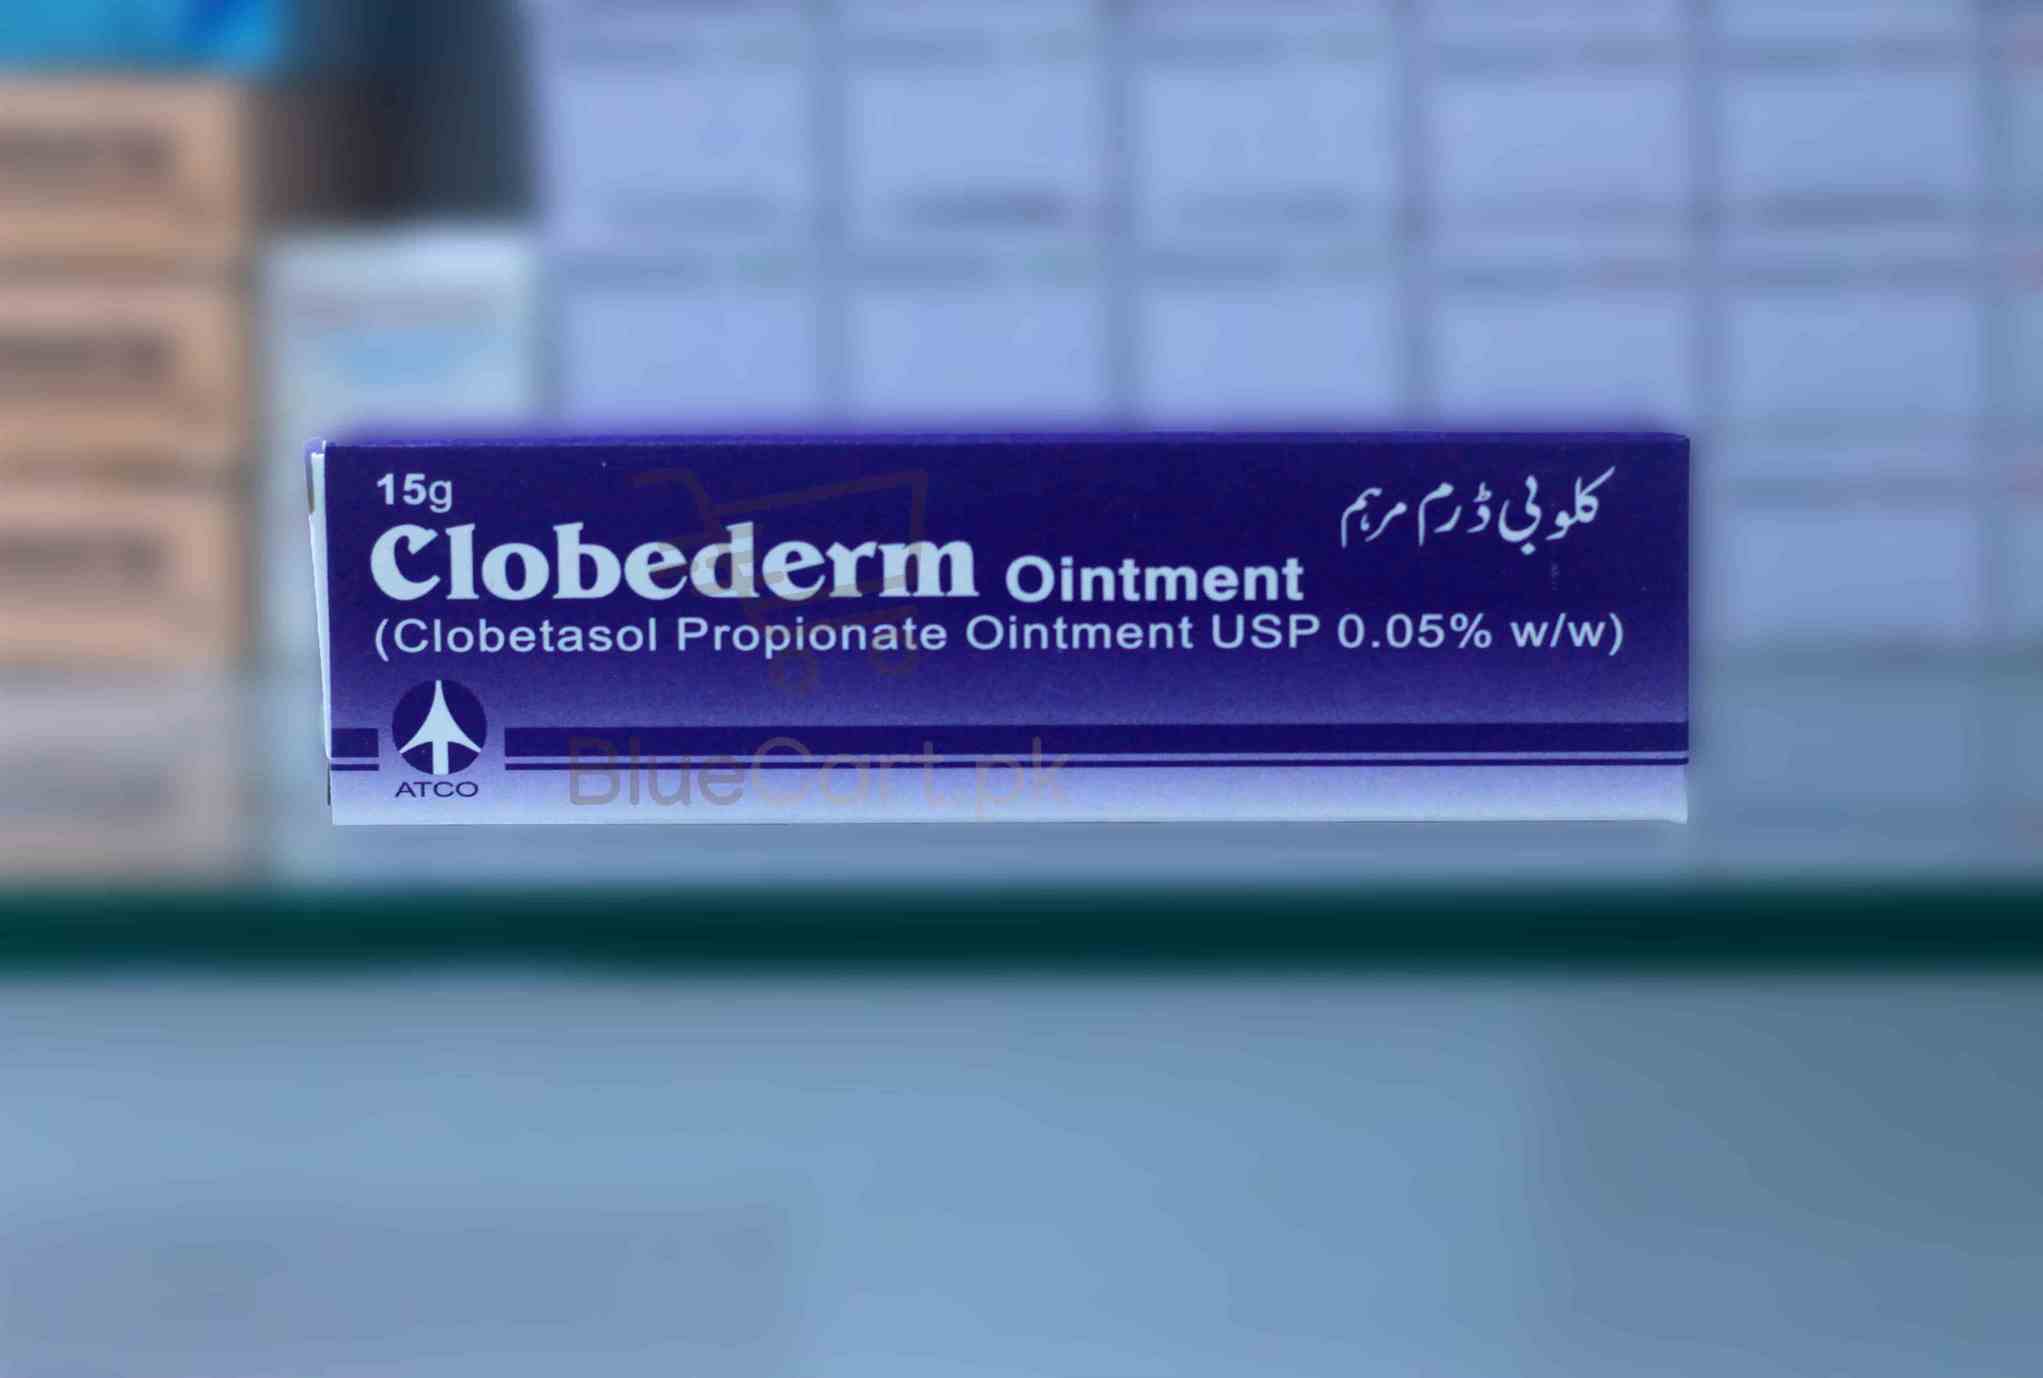 15g
کلوبی ڈرم مرہم
Clobederm Ointment
(Clobetasol Propionate Ointment USP 0.05% w/w)
ATCO
BlueCart.pk